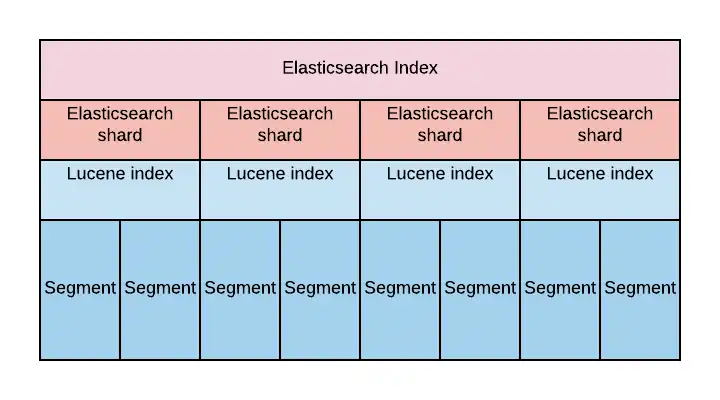 Elasticsearch Index
Elasticsearch
shard
Elasticsearch
shard
Elasticsearch
shard
Elasticsearch
shard
Lucene index
Lucene index
Lucene index
Lucene index
Segment
Segment
Segment
Segment
Segment
Segment
Segment
Segment